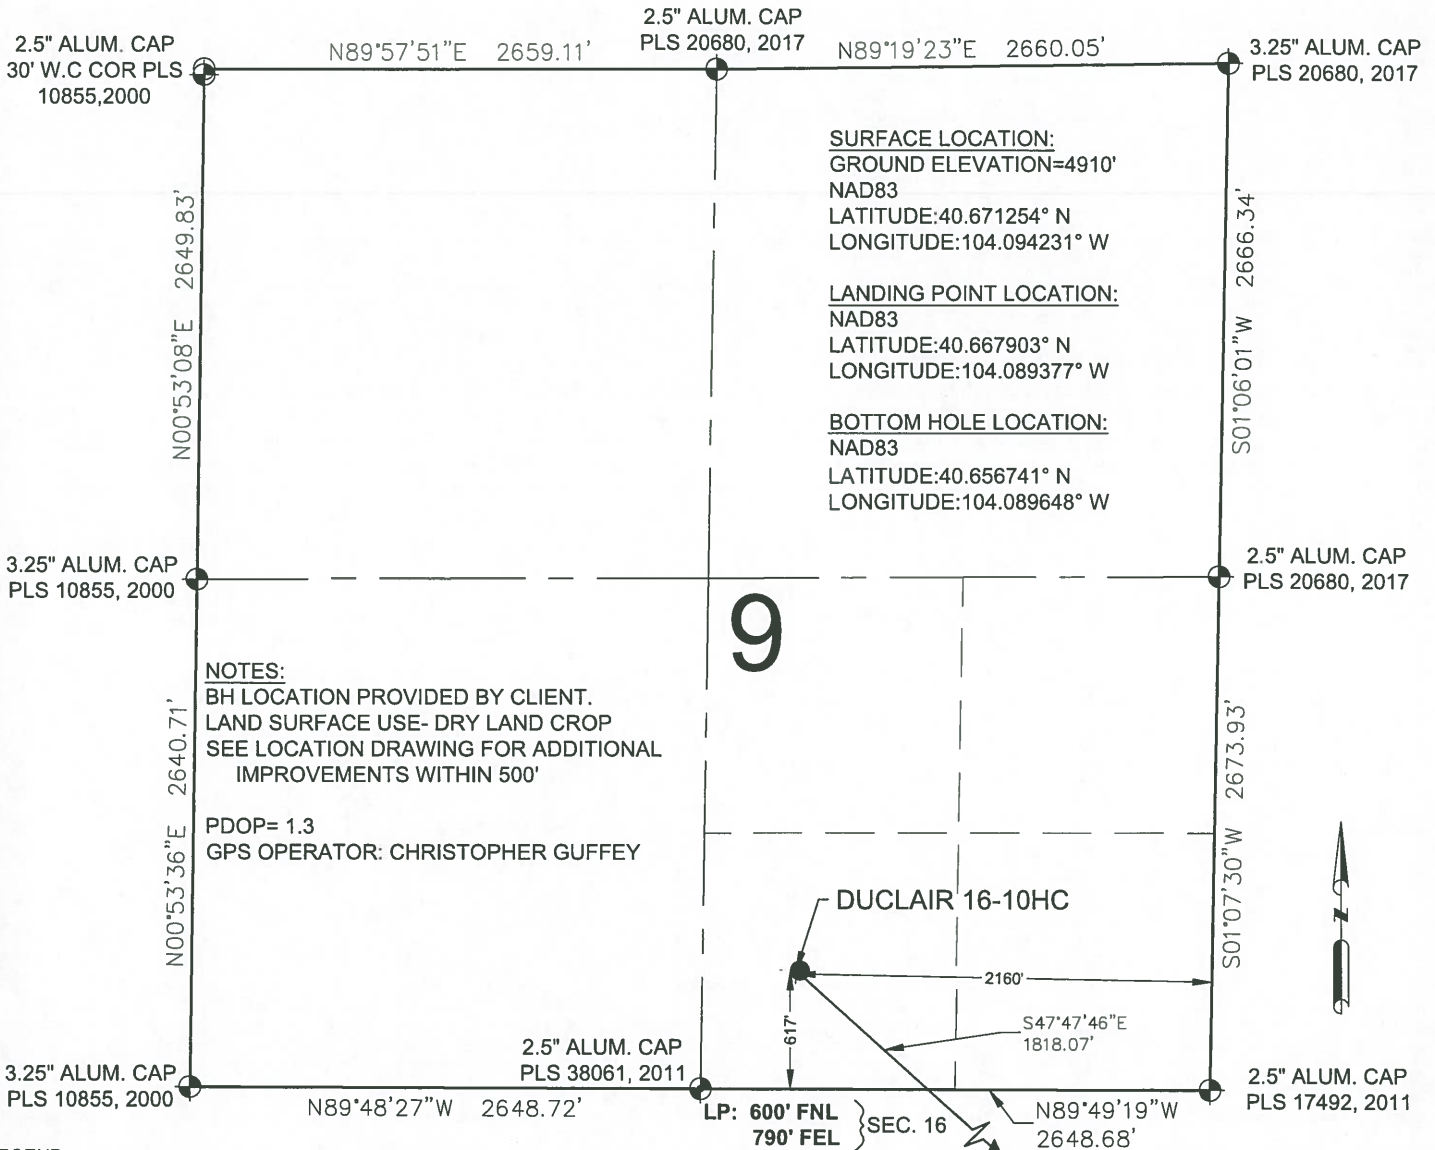 2.5" ALUM. CAP
PLS 20680, 2017
2.5" ALUM. CAP
30' W.C COR PLS
10855,2000
N89°57'51"E 2659.11'
N89°19'23"E 2660.05'
3.25" ALUM. CAP
PLS 20680, 2017
SURFACE LOCATION:
GROUND ELEVATION=4910'
NAD83
LATITUDE:40.671254° N
LONGITUDE:104.094231° W
LANDING POINT LOCATION:
NAD83
LATITUDE:40.667903° N
LONGITUDE:104.089377° W
BOTTOM HOLE LOCATION:
NAD83
LATITUDE:40.656741° N
LONGITUDE:104.089648° W
N00°53'08"E 2649.83'
S01°06'01"W 2666.34'
3.25" ALUM. CAP
PLS 10855, 2000
2.5" ALUM. CAP
PLS 20680, 2017
9
NOTES:
BH LOCATION PROVIDED BY CLIENT.
LAND SURFACE USE- DRY LAND CROP
SEE LOCATION DRAWING FOR ADDITIONAL
IMPROVEMENTS WITHIN 500'
PDOP= 1.3
GPS OPERATOR: CHRISTOPHER GUFFEY
N00°53'36"E 2640.71'
S01°07'30"W 2673.93'
DUCLAIR 16-10HC
2160'
617'
S47°47'46"E
1818.07'
N
3.25" ALUM. CAP
PLS 10855, 2000
2.5" ALUM. CAP
PLS 38061, 2011
2.5" ALUM. CAP
PLS 17492, 2011
N89°48'27"W 2648.72'
LP: 600' FNL
790' FEL
SEC. 16
N89°49'19"W
2648.68'